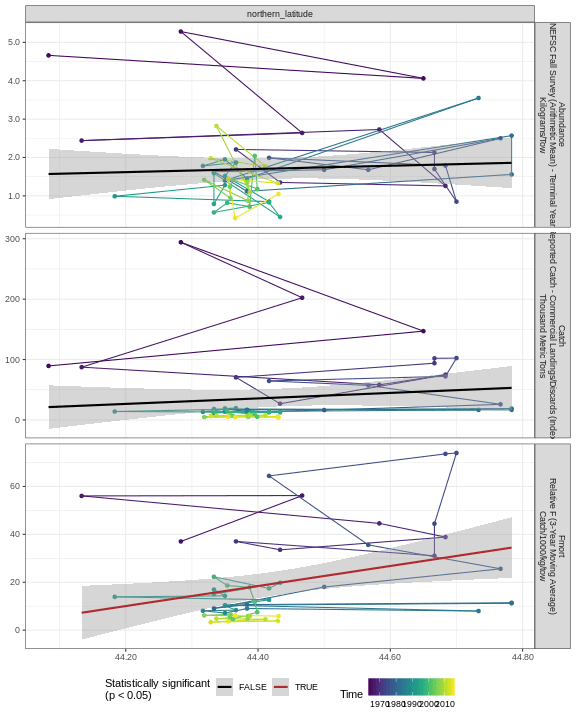 northern_latitude
5.0
4.0
3.0
2.0
1.0
Abundance
NEFSC Fall Survey (Arithmetic Mean) - Terminal Year
Kilograms/tow
300
200
100
0
Catch
eported Catch - Commercial Landings/Discards (Index
Thousand Metric Tons
60
40
20
0
Fmort
Relative F (3-Year Moving Average)
Catch/1000/kg/tow
44.20
44.40
44.60
44.80
Statistically significant
(p < 0.05)
FALSE
TRUE
Time
1970
1980
1990
2000
2010